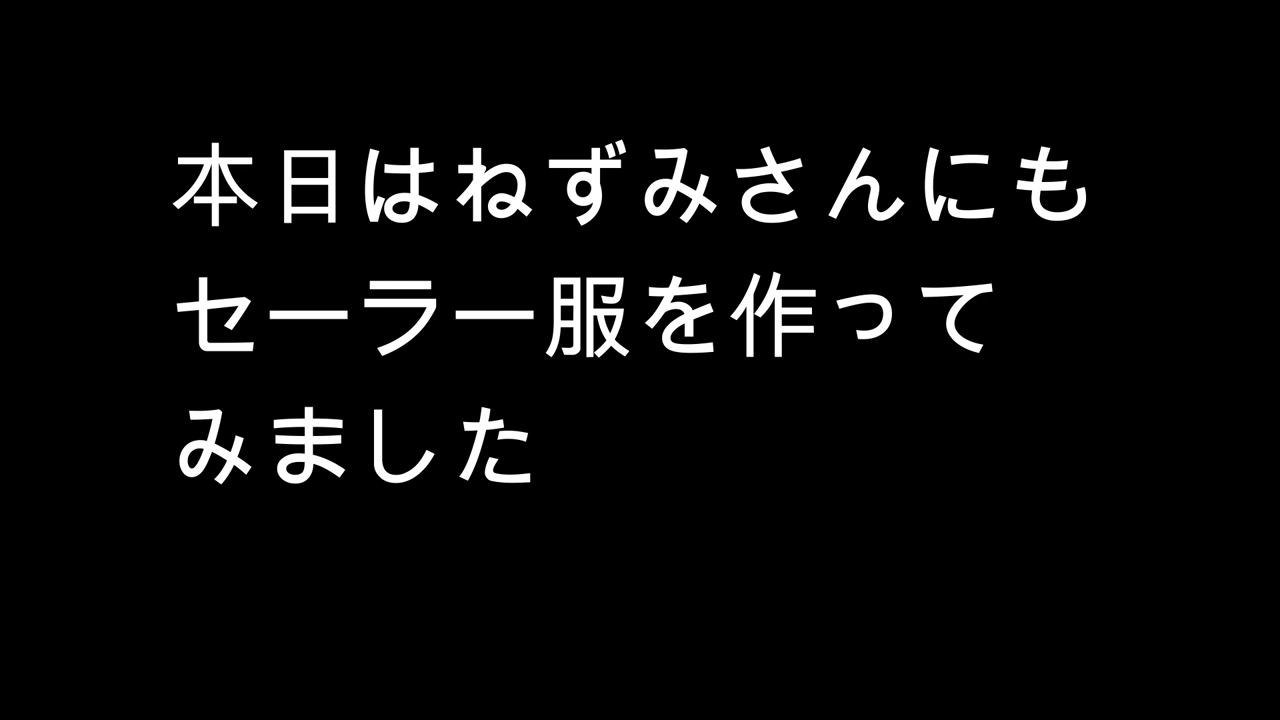 本日はねずみさんにも
セーラー服を作って
みました